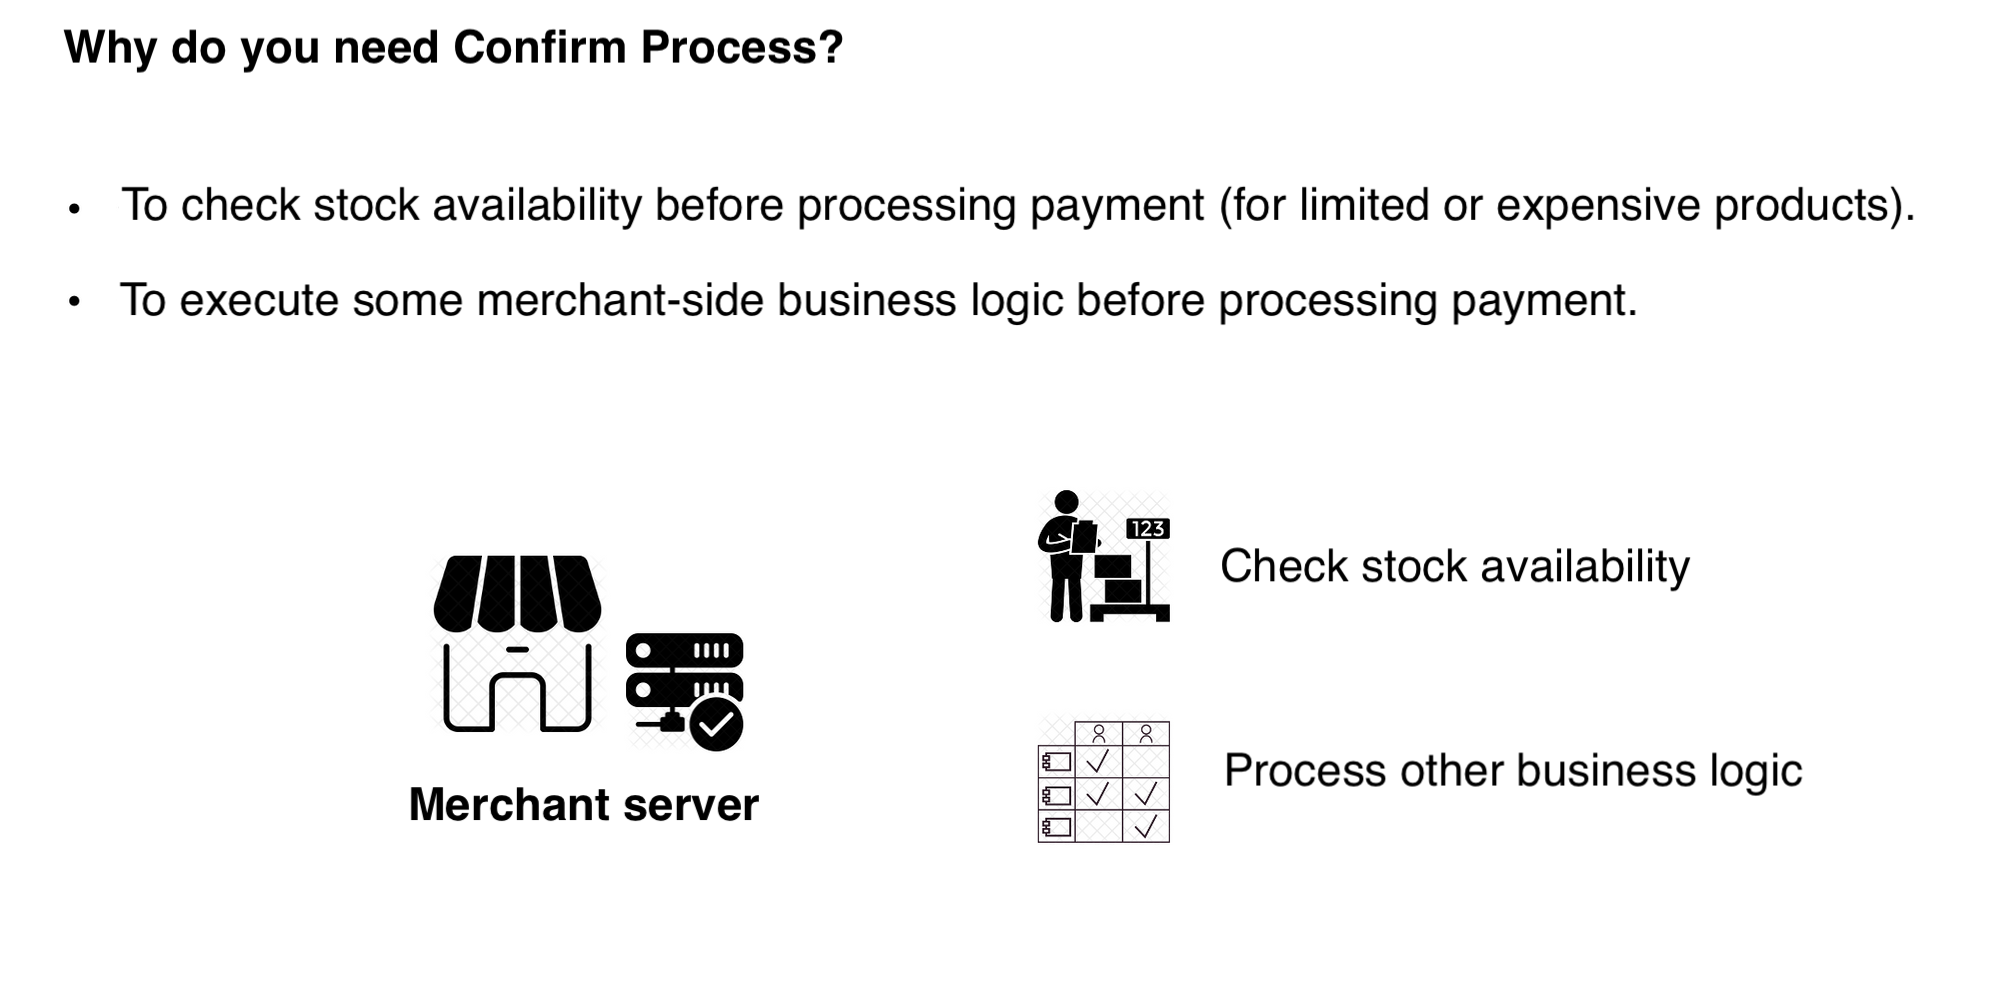 Why do you need Confirm Process?
• To check stock availability before processing payment (for limited or expensive products).
• To execute some merchant-side business logic before processing payment.
123
Check stock availability
Merchant server
Process other business logic